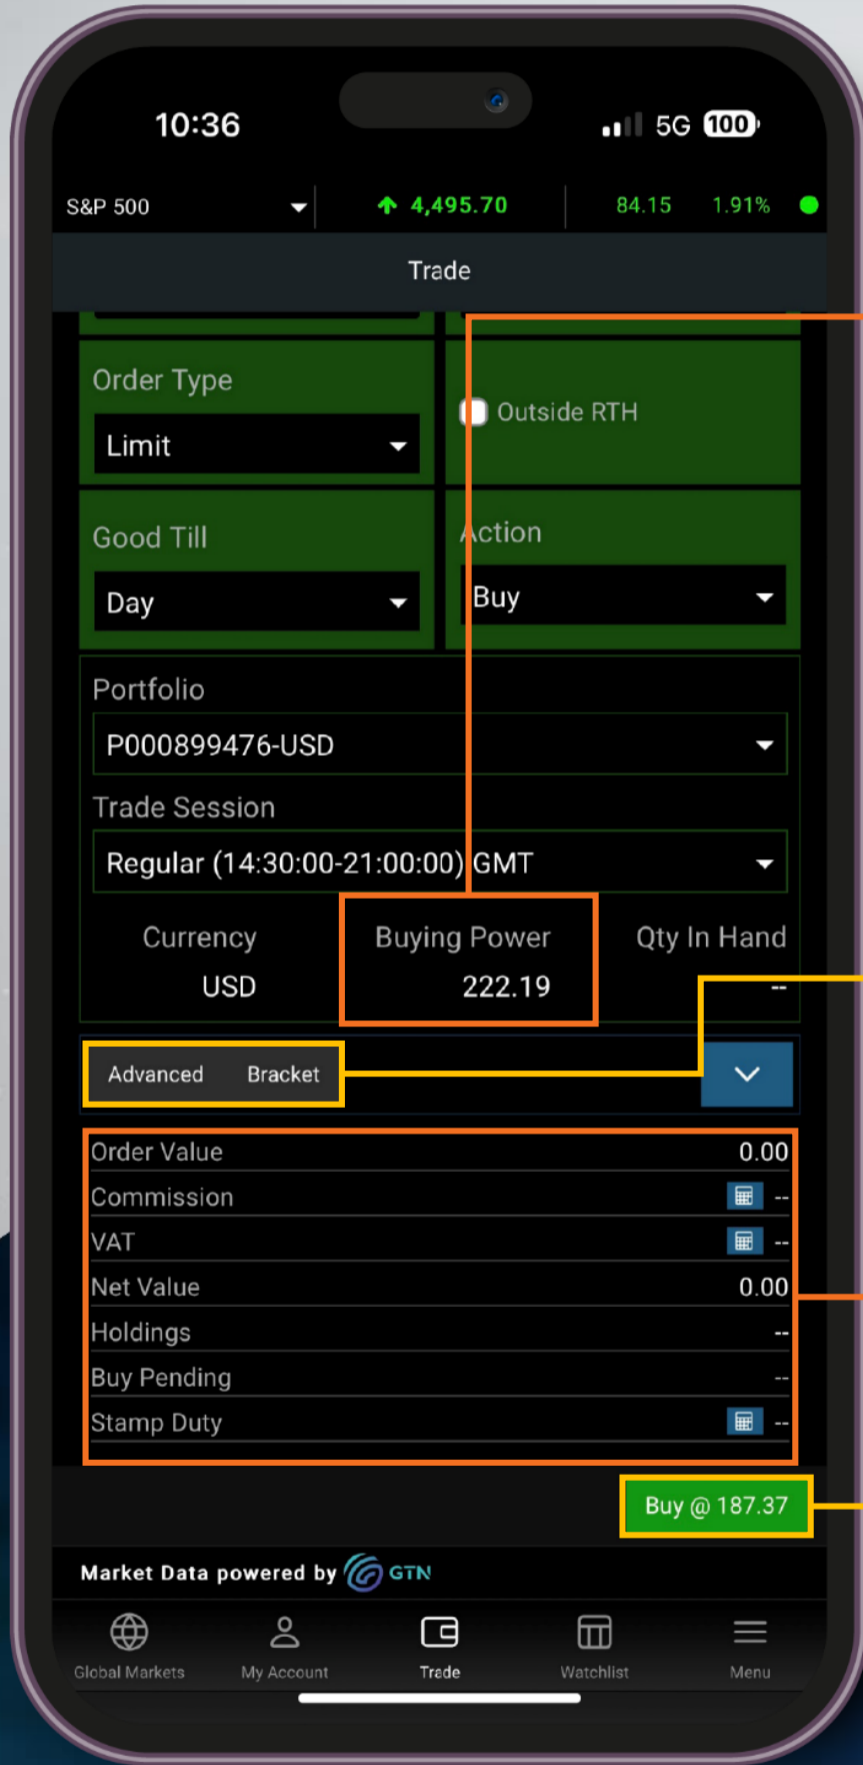 10:36 5G 100
S&P 500 4,495.70 84.15 1.91%
Trade
Order Type
Limit
Outside RTH
Good Till
Day
Action
Buy
Portfolio
P000899476-USD
Trade Session
Regular (14:30:00-21:00:00) GMT
Currency Buying Power Qty In Hand
USD 222.19 --
Advanced Bracket
Order Value 0.00
Commission --
VAT --
Net Value 0.00
Holdings --
Buy Pending --
Stamp Duty --
Buy @ 187.37
Market Data powered by GTN
Global Markets My Account Trade Watchlist Menu